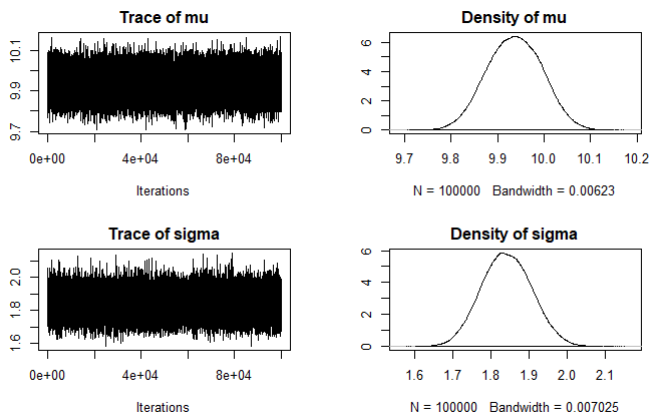 Trace of mu
9.7 9.9 10.1
0e+00 4e+04 8e+04
Iterations
Density of mu
0 2 4 6
9.7 9.8 9.9 10.0 10.1 10.2
N = 100000 Bandwidth = 0.00623
Trace of sigma
1.6 1.8 2.0
0e+00 4e+04 8e+04
Iterations
Density of sigma
0 2 4 6
1.6 1.7 1.8 1.9 2.0 2.1
N = 100000 Bandwidth = 0.007025